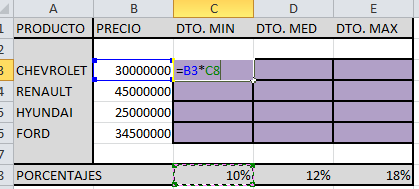 A B C D E
1 PRODUCTO PRECIO DTO. MIN DTO. MED DTO. MAX
2
3 CHEVROLET 30000000 =B3*C8
4 RENAULT 45000000
5 HYUNDAI 25000000
6 FORD 34500000
7
8 PORCENTAJES 10% 12% 18%